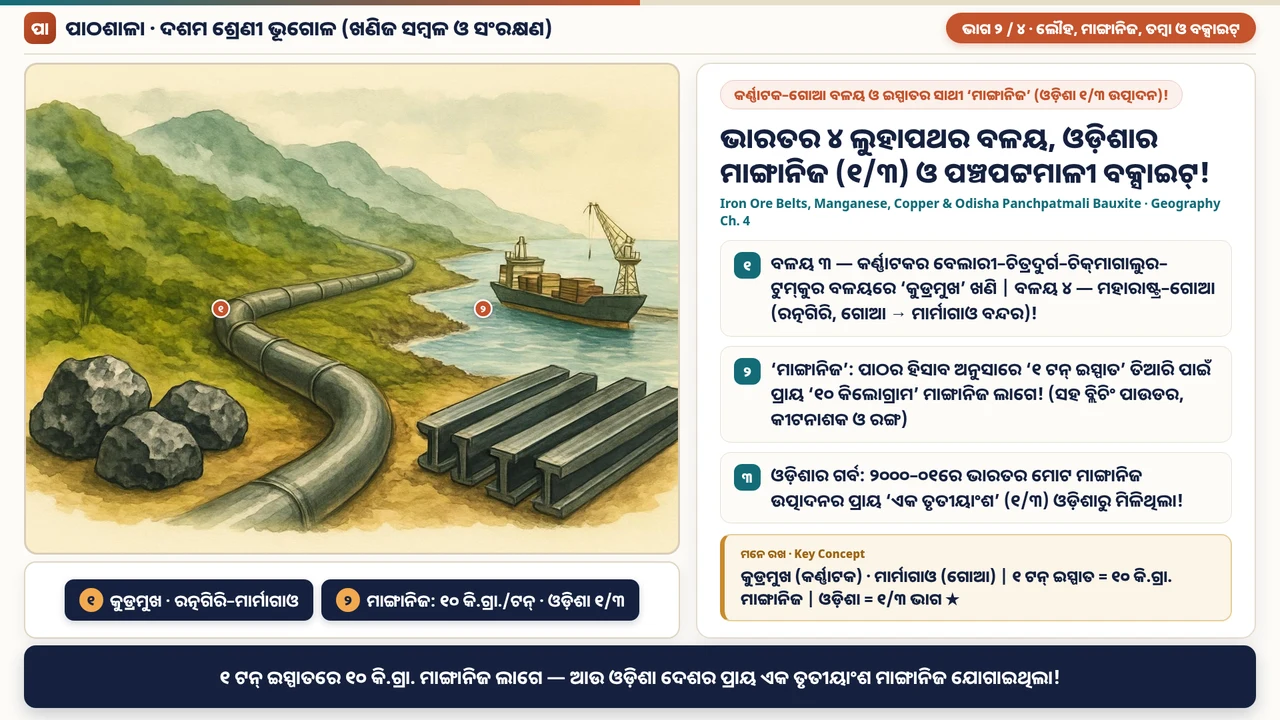 ପା
ପାଠଶାଳା · ଦଶମ ଶ୍ରେଣୀ ଭୂଗୋଳ (ଖଣିଜ ସମ୍ବଳ ଓ ସଂରକ୍ଷଣ)
ଭାଗ ୨ / ୪ · ଲୌହ, ମାଙ୍ଗାନିଜ, ତମ୍ବା ଓ ବକ୍ସାଇଟ୍
୧
୨
୧ କୁଦ୍ରମୁଖ · ରତ୍ନଗିରି–ମାର୍ମାଗାଓ
୨ ମାଙ୍ଗାନିଜ: ୧୦ କି.ଗ୍ରା./ଟନ୍ · ଓଡ଼ିଶା ୧/୩
କର୍ଣ୍ଣାଟକ–ଗୋଆ ବଳୟ ଓ ଇସ୍ପାତର ସାଥୀ ‘ମାଙ୍ଗାନିଜ’ (ଓଡ଼ିଶା ୧/୩ ଉତ୍ପାଦନ)!
ଭାରତର ୪ ଲୁହାପଥର ବଳୟ, ଓଡ଼ିଶାର
ମାଙ୍ଗାନିଜ (୧/୩) ଓ ପଞ୍ଚପଟ୍ଟମାଳୀ ବକ୍ସାଇଟ୍!
Iron Ore Belts, Manganese, Copper & Odisha Panchpatmali Bauxite · Geography
Ch. 4
୧ ବଳୟ ୩ — କର୍ଣ୍ଣାଟକର ବେଲାରୀ–ଚିତ୍ରଦୁର୍ଗ–ଚିକ୍‌ମାଗାଲୁର–
ଟୁମ୍‌କୁର ବଳୟରେ ‘କୁଦ୍ରମୁଖ’ ଖଣି | ବଳୟ ୪ — ମହାରାଷ୍ଟ୍ର–ଗୋଆ
(ରତ୍ନଗିରି, ଗୋଆ → ମାର୍ମାଗାଓ ବନ୍ଦର)!
୨ ‘ମାଙ୍ଗାନିଜ’: ପାଠର ହିସାବ ଅନୁସାରେ ‘୧ ଟନ୍ ଇସ୍ପାତ’ ତିଆରି ପାଇଁ
ପ୍ରାୟ ‘୧୦ କିଲୋଗ୍ରାମ’ ମାଙ୍ଗାନିଜ ଲାଗେ! (ସହ ବ୍ଲିଚିଂ ପାଉଡର,
କୀଟନାଶକ ଓ ରଙ୍ଗ)
୩ ଓଡ଼ିଶାର ଗର୍ବ: ୨୦୦୦–୦୧ରେ ଭାରତର ମୋଟ ମାଙ୍ଗାନିଜ
ଉତ୍ପାଦନର ପ୍ରାୟ ‘ଏକ ତୃତୀୟାଂଶ’ (୧/୩) ଓଡ଼ିଶାରୁ ମିଳିଥିଲା!
ମନେ ରଖ · Key Concept
କୁଦ୍ରମୁଖ (କର୍ଣ୍ଣାଟକ) · ମାର୍ମାଗାଓ (ଗୋଆ) | ୧ ଟନ୍ ଇସ୍ପାତ = ୧୦ କି.ଗ୍ରା.
ମାଙ୍ଗାନିଜ | ଓଡ଼ିଶା = ୧/୩ ଭାଗ ★
୧ ଟନ୍ ଇସ୍ପାତରେ ୧୦ କି.ଗ୍ରା. ମାଙ୍ଗାନିଜ ଲାଗେ — ଆଉ ଓଡ଼ିଶା ଦେଶର ପ୍ରାୟ ଏକ ତୃତୀୟାଂଶ ମାଙ୍ଗାନିଜ ଯୋଗାଇଥିଲା!